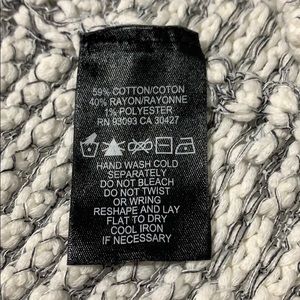 59% COTTON/COTON
40% RAYON/RAYONNE
1% POLYESTER
RN 93093 CA 30427
HAND WASH COLD
SEPARATELY
DO NOT BLEACH
DO NOT TWIST
OR WRING
RESHAPE AND LAY
FLAT TO DRY
COOL IRON
IF NECESSARY